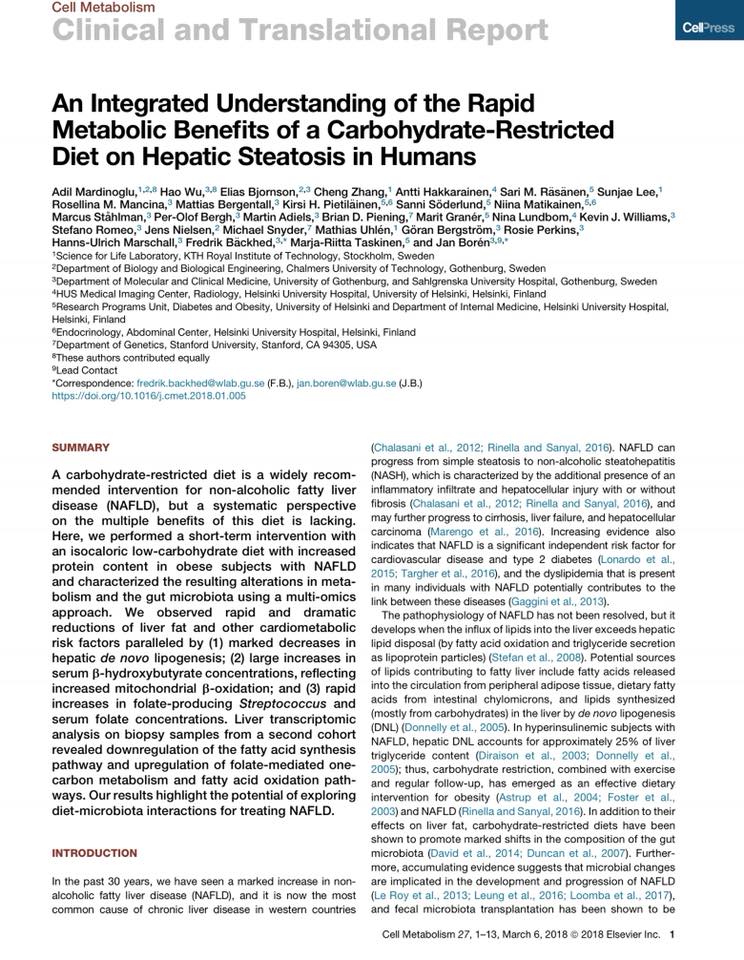 Cell Metabolism
Clinical and Translational Report
CellPress
An Integrated Understanding of the Rapid
Metabolic Benefits of a Carbohydrate-Restricted
Diet on Hepatic Steatosis in Humans
Adil Mardinoglu,1,2,8 Hao Wu,3,8 Elias Bjornson,2,3 Cheng Zhang,1 Antti Hakkarainen,4 Sari M. Räsänen,5 Sunjae Lee,1
Rosellina M. Mancina,3 Mattias Bergentall,3 Kirsi H. Pietiläinen,5,6 Sanni Söderlund,5 Niina Matikainen,5,6
Marcus Ståhlman,3 Per-Olof Bergh,3 Martin Adiels,3 Brian D. Piening,7 Marit Granér,5 Nina Lundbom,4 Kevin J. Williams,3
Stefano Romeo,3 Jens Nielsen,2 Michael Snyder,7 Mathias Uhlén,1 Göran Bergström,3 Rosie Perkins,3
Hanns-Ulrich Marschall,3 Fredrik Bäckhed,3,* Marja-Riitta Taskinen,5 and Jan Borén3,9,*
1Science for Life Laboratory, KTH Royal Institute of Technology, Stockholm, Sweden
2Department of Biology and Biological Engineering, Chalmers University of Technology, Gothenburg, Sweden
3Department of Molecular and Clinical Medicine, University of Gothenburg, and Sahlgrenska University Hospital, Gothenburg, Sweden
4HUS Medical Imaging Center, Radiology, Helsinki University Hospital, University of Helsinki, Helsinki, Finland
5Research Programs Unit, Diabetes and Obesity, University of Helsinki and Department of Internal Medicine, Helsinki University Hospital,
Helsinki, Finland
6Endocrinology, Abdominal Center, Helsinki University Hospital, Helsinki, Finland
7Department of Genetics, Stanford University, Stanford, CA 94305, USA
8These authors contributed equally
9Lead Contact
*Correspondence: fredrik.backhed@wlab.gu.se (F.B.), jan.boren@wlab.gu.se (J.B.)
https://doi.org/10.1016/j.cmet.2018.01.005
SUMMARY
A carbohydrate-restricted diet is a widely recom-
mended intervention for non-alcoholic fatty liver
disease (NAFLD), but a systematic perspective
on the multiple benefits of this diet is lacking.
Here, we performed a short-term intervention with
an isocaloric low-carbohydrate diet with increased
protein content in obese subjects with NAFLD
and characterized the resulting alterations in meta-
bolism and the gut microbiota using a multi-omics
approach. We observed rapid and dramatic
reductions of liver fat and other cardiometabolic
risk factors paralleled by (1) marked decreases in
hepatic de novo lipogenesis; (2) large increases in
serum β-hydroxybutyrate concentrations, reflecting
increased mitochondrial β-oxidation; and (3) rapid
increases in folate-producing Streptococcus and
serum folate concentrations. Liver transcriptomic
analysis on biopsy samples from a second cohort
revealed downregulation of the fatty acid synthesis
pathway and upregulation of folate-mediated one-
carbon metabolism and fatty acid oxidation path-
ways. Our results highlight the potential of exploring
diet-microbiota interactions for treating NAFLD.
INTRODUCTION
In the past 30 years, we have seen a marked increase in non-
alcoholic fatty liver disease (NAFLD), and it is now the most
common cause of chronic liver disease in western countries
(Chalasani et al., 2012; Rinella and Sanyal, 2016). NAFLD can
progress from simple steatosis to non-alcoholic steatohepatitis
(NASH), which is characterized by the additional presence of an
inflammatory infiltrate and hepatocellular injury with or without
fibrosis (Chalasani et al., 2012; Rinella and Sanyal, 2016), and
may further progress to cirrhosis, liver failure, and hepatocellular
carcinoma (Marengo et al., 2016). Increasing evidence also
indicates that NAFLD is a significant independent risk factor for
cardiovascular disease and type 2 diabetes (Lonardo et al.,
2015; Targher et al., 2016), and the dyslipidemia that is present
in many individuals with NAFLD potentially contributes to the
link between these diseases (Gaggini et al., 2013).
The pathophysiology of NAFLD has not been resolved, but it
develops when the influx of lipids into the liver exceeds hepatic
lipid disposal (by fatty acid oxidation and triglyceride secretion
as lipoprotein particles) (Stefan et al., 2008). Potential sources
of lipids contributing to fatty liver include fatty acids released
into the circulation from peripheral adipose tissue, dietary fatty
acids from intestinal chylomicrons, and lipids synthesized
(mostly from carbohydrates) in the liver by de novo lipogenesis
(DNL) (Donnelly et al., 2005). In hyperinsulinemic subjects with
NAFLD, hepatic DNL accounts for approximately 25% of liver
triglyceride content (Diraison et al., 2003; Donnelly et al.,
2005); thus, carbohydrate restriction, combined with exercise
and regular follow-up, has emerged as an effective dietary
intervention for obesity (Astrup et al., 2004; Foster et al.,
2003) and NAFLD (Rinella and Sanyal, 2016). In addition to their
effects on liver fat, carbohydrate-restricted diets have been
shown to promote marked shifts in the composition of the gut
microbiota (David et al., 2014; Duncan et al., 2007). Further-
more, accumulating evidence suggests that microbial changes
are implicated in the development and progression of NAFLD
(Le Roy et al., 2013; Leung et al., 2016; Loomba et al., 2017),
and fecal microbiota transplantation has been shown to be
Cell Metabolism 27, 1–13, March 6, 2018 © 2018 Elsevier Inc. 1